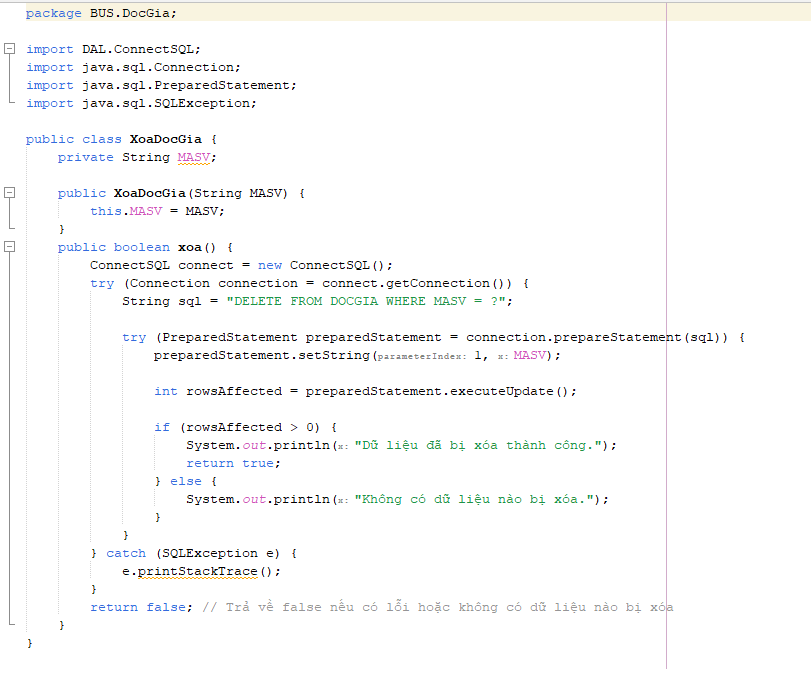 package BUS.DocGia;
import DAL.ConnectSQL;
import java.sql.Connection;
import java.sql.PreparedStatement;
import java.sql.SQLException;
public class XoaDocGia {
private String MASV;
public XoaDocGia(String MASV) {
this.MASV = MASV;
}
public boolean xoa() {
ConnectSQL connect = new ConnectSQL();
try (Connection connection = connect.getConnection()) {
String sql = "DELETE FROM DOCGIA WHERE MASV = ?";
try (PreparedStatement preparedStatement = connection.prepareStatement(sql)) {
preparedStatement.setString(parameterIndex: 1, x: MASV);
int rowsAffected = preparedStatement.executeUpdate();
if (rowsAffected > 0) {
System.out.println(x: "Dữ liệu đã bị xóa thành công.");
return true;
} else {
System.out.println(x: "Không có dữ liệu nào bị xóa.");
}
}
} catch (SQLException e) {
e.printStackTrace();
}
return false; // Trả về false nếu có lỗi hoặc không có dữ liệu nào bị xóa
}
}